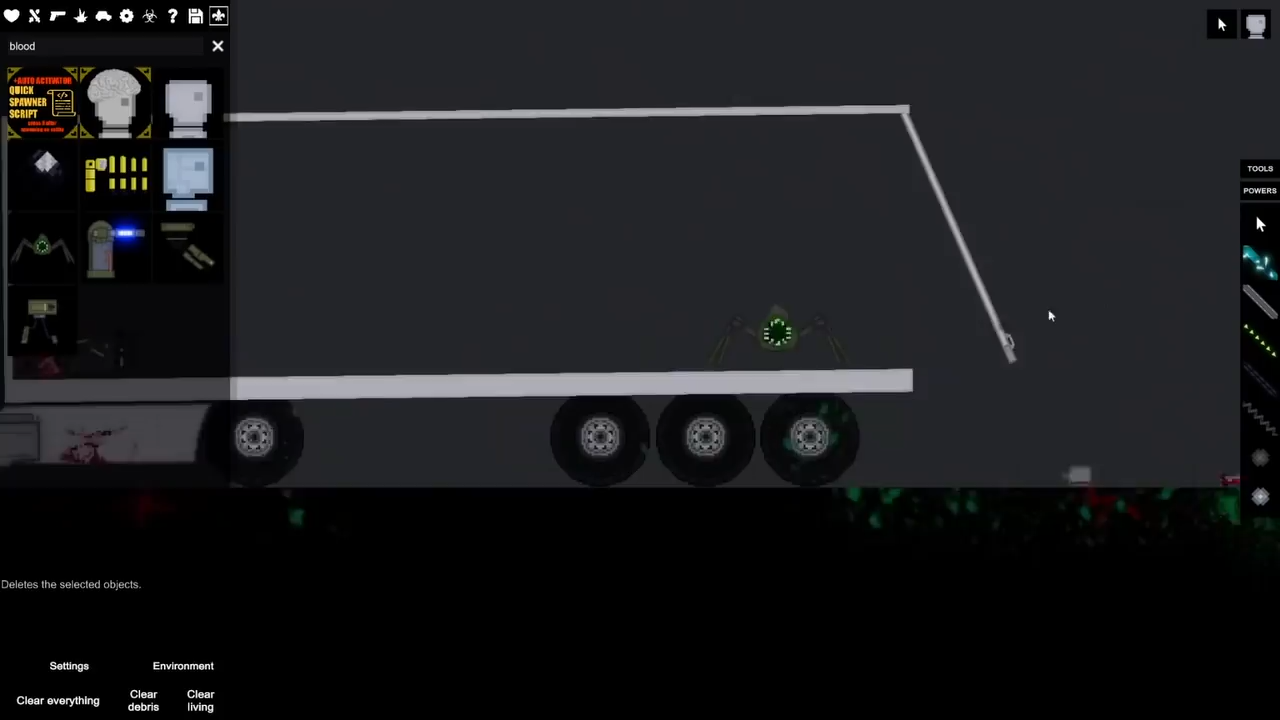 ?
blood
+AUTO ACTIVATOR
QUICK
SPAWNER
SCRIPT
TOOLS
POWERS
Deletes the selected objects.
Settings
Environment
Clear everything
Clear
debris
Clear
living